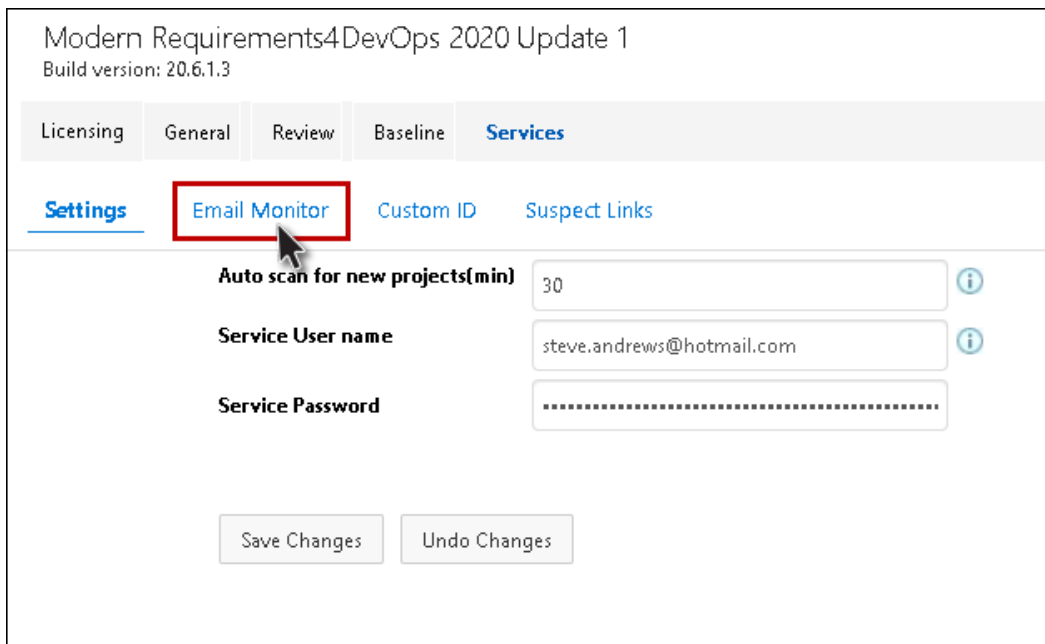 Modern Requirements4DevOps 2020 Update 1
Build version: 20.6.1.3
Licensing General Review Baseline Services
Settings Email Monitor Custom ID Suspect Links
Auto scan for new projects(min) 30
Service User name steve.andrews@hotmail.com
Service Password
Save Changes Undo Changes